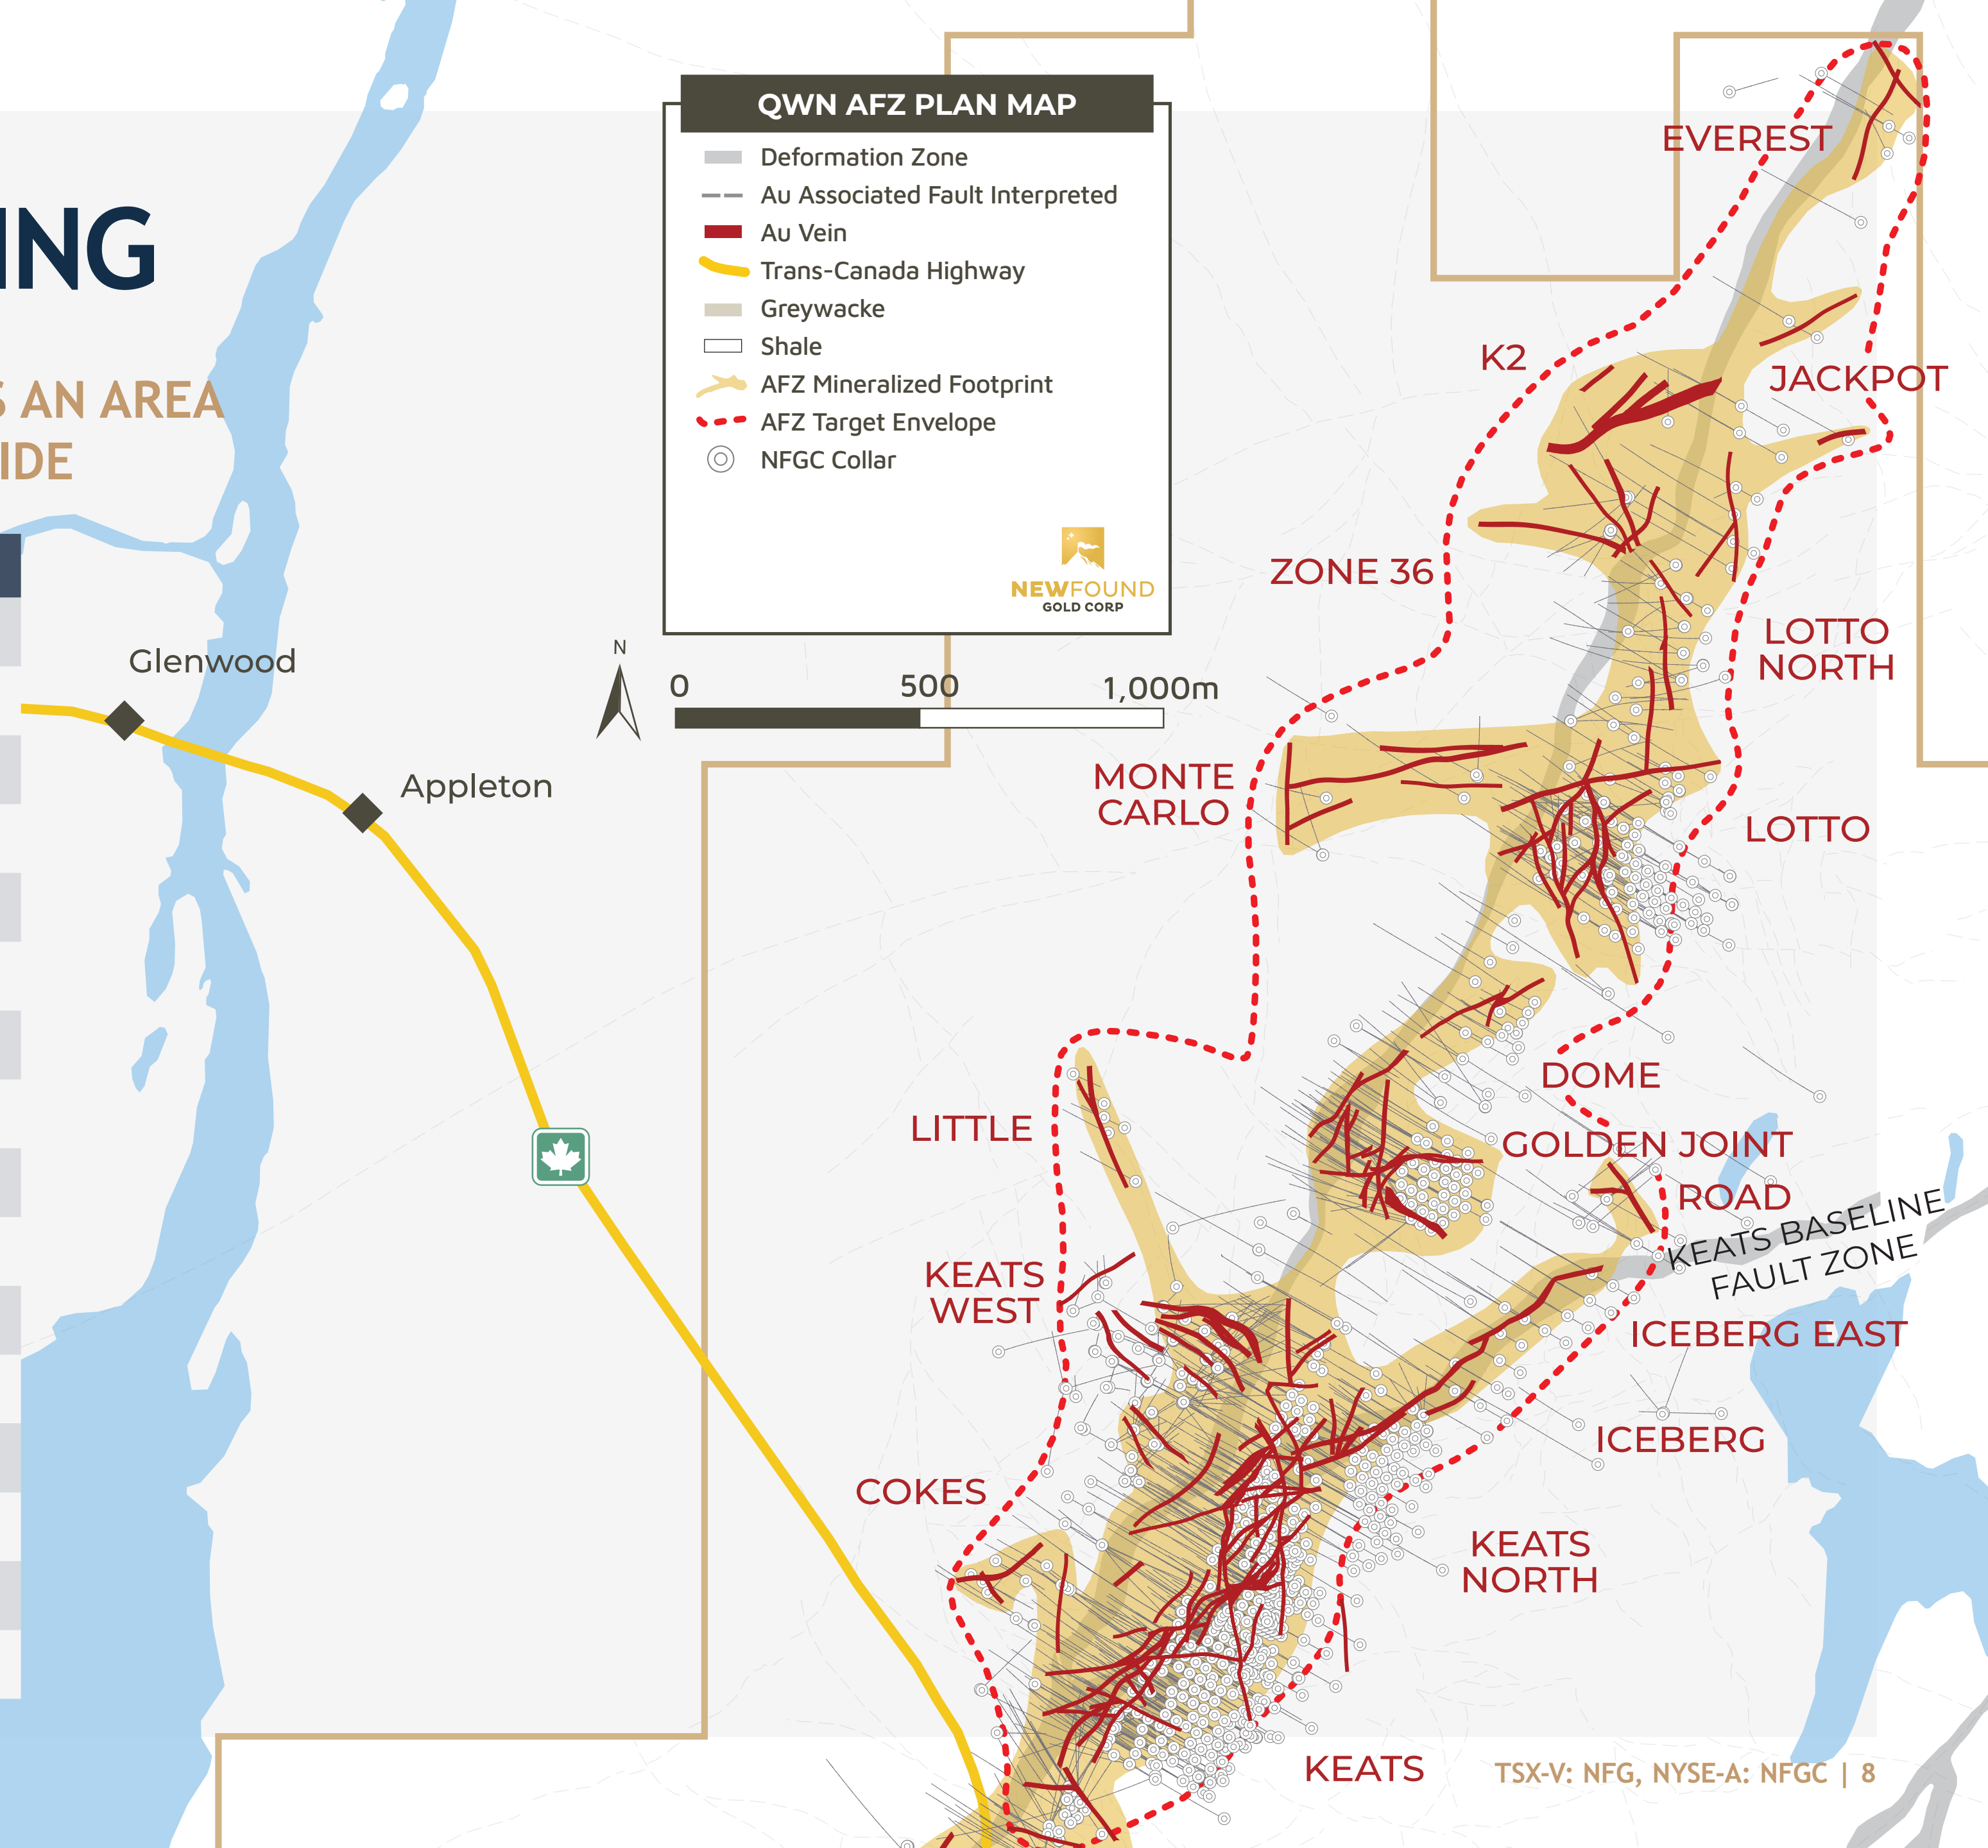 ING
S AN AREA
IDE
QWN AFZ PLAN MAP
Deformation Zone
Au Associated Fault Interpreted
Au Vein
Trans-Canada Highway
Greywacke
Shale
AFZ Mineralized Footprint
AFZ Target Envelope
NFGC Collar
NEWFOUND
GOLD CORP
N
0 500 1,000m
Glenwood
Appleton
EVEREST
K2
JACKPOT
ZONE 36
LOTTO
NORTH
MONTE
CARLO
LOTTO
DOME
LITTLE
GOLDEN JOINT
ROAD
KEATS BASELINE
FAULT ZONE
KEATS
WEST
ICEBERG EAST
ICEBERG
COKES
KEATS
NORTH
KEATS
TSX-V: NFG, NYSE-A: NFGC | 8